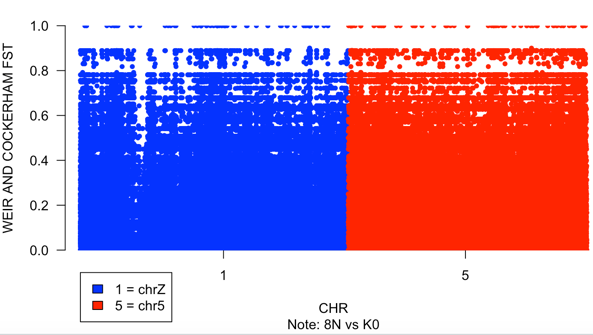 WEIR AND COCKERHAM FST
1.0
0.8
0.6
0.4
0.2
0.0
1
5
1 = chrZ
5 = chr5
CHR
Note: 8N vs K0